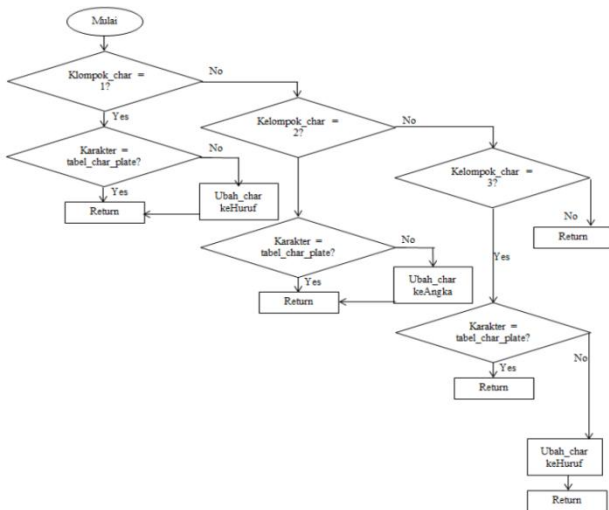 Mulai
Klompok_char =
1?
No
Yes
Karakter =
tabel_char_plate?
No
Yes
Ubah_char
keHuruf
Return
Kelompok_char =
2?
No
Karakter =
tabel_char_plate?
No
Yes
Ubah_char
keAngka
Return
Kelompok_char =
3?
No
Return
Yes
Karakter =
tabel_char_plate?
No
Yes
Return
Ubah_char
keHuruf
Return